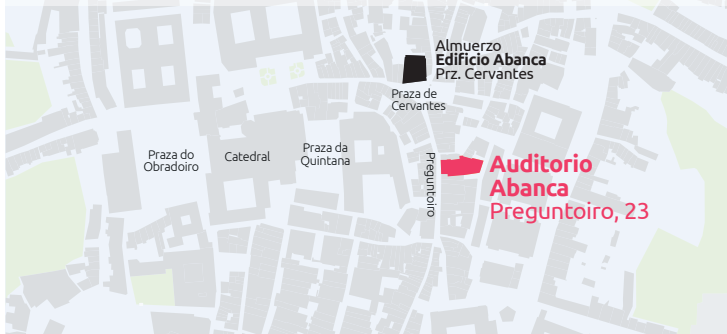 Almuerzo
Edificio Abanca
Prz. Cervantes
Praza de
Cervantes
Praza do
Obradoiro
Catedral
Praza da
Quintana
Preguntoiro
Auditorio
Abanca
Preguntoiro, 23